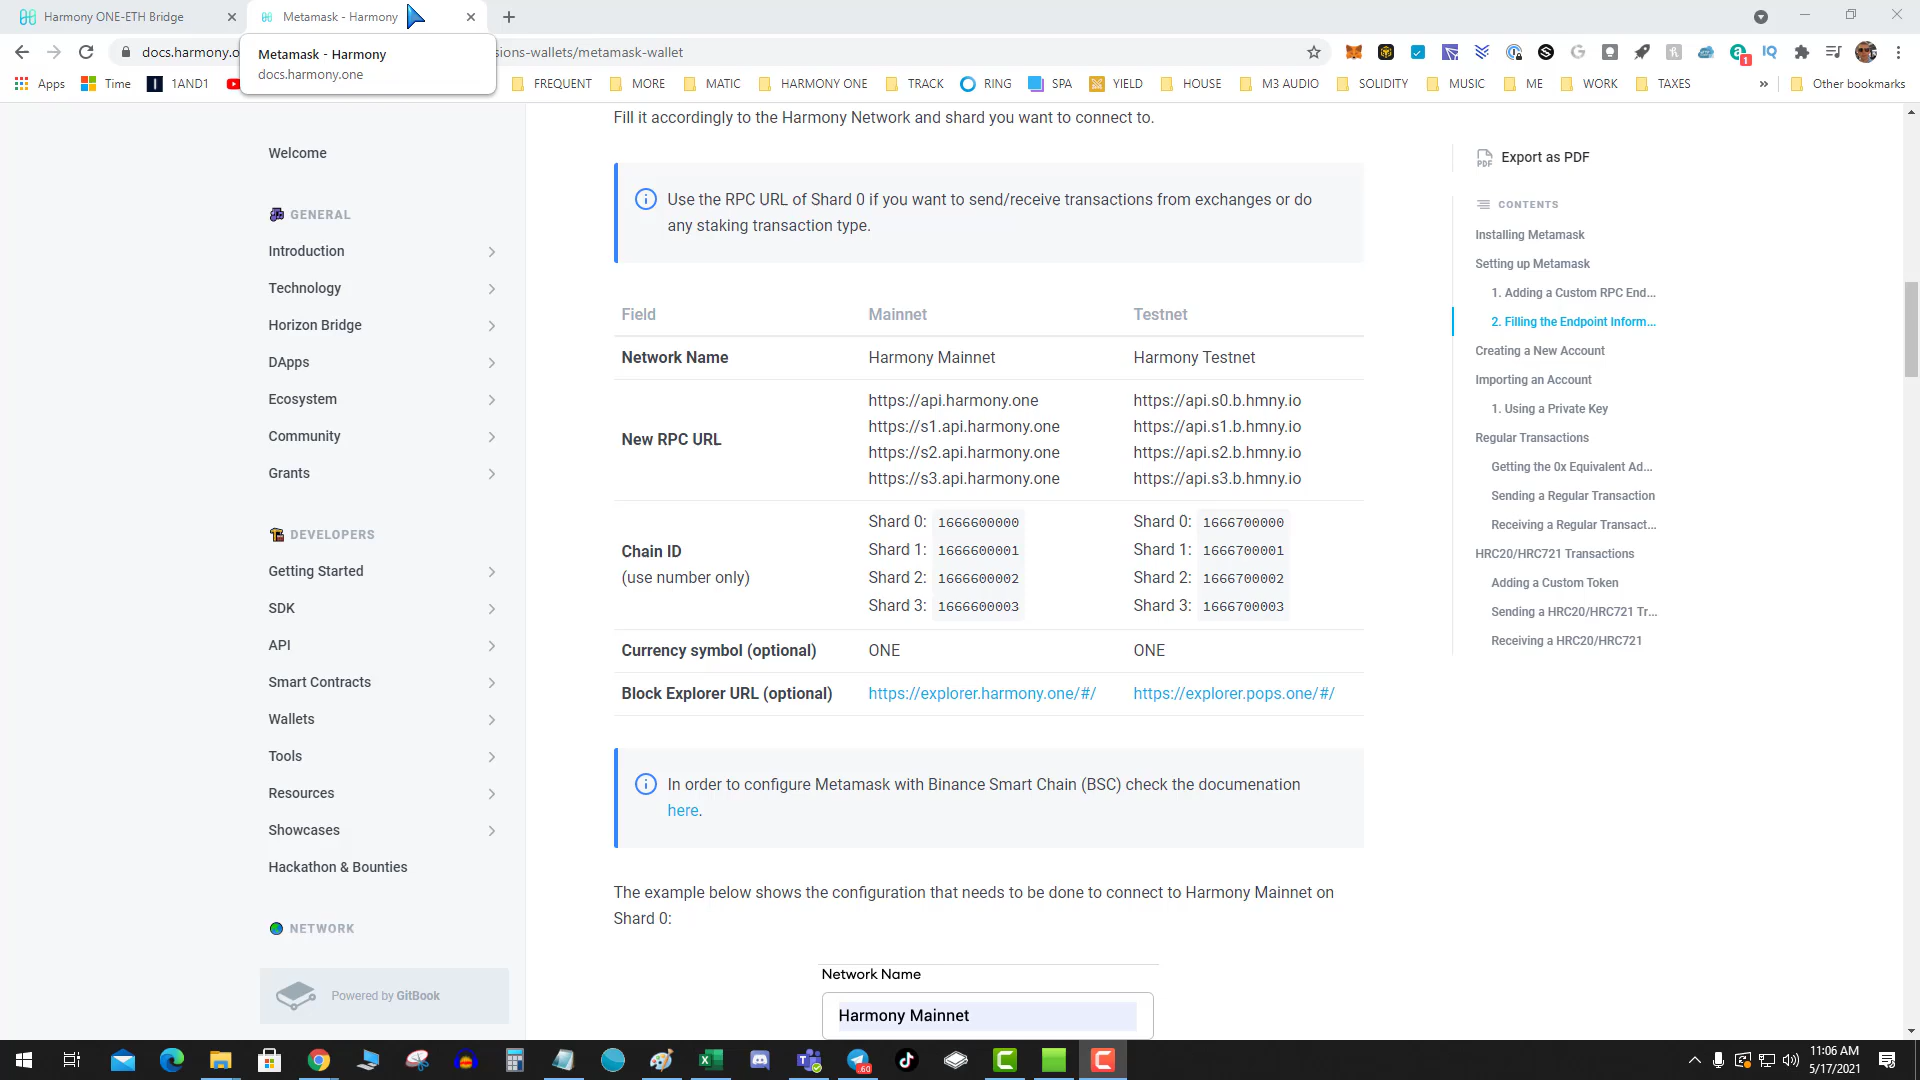 Harmony ONE-ETH Bridge
Metamask - Harmony
docs.harmony.o
sions-wallets/metamask-wallet
Metamask - Harmony
docs.harmony.one
Apps
Time
1AND1
FREQUENT
MORE
MATIC
HARMONY ONE
TRACK
RING
SPA
YIELD
HOUSE
M3 AUDIO
SOLIDITY
MUSIC
ME
WORK
TAXES
»
Other bookmarks
Welcome
GENERAL
Introduction
Technology
Horizon Bridge
DApps
Ecosystem
Community
Grants
DEVELOPERS
Getting Started
SDK
API
Smart Contracts
Wallets
Tools
Resources
Showcases
Hackathon & Bounties
NETWORK
Powered by GitBook
Fill it accordingly to the Harmony Network and shard you want to connect to.
Use the RPC URL of Shard 0 if you want to send/receive transactions from exchanges or do
any staking transaction type.
Field Mainnet Testnet
Network Name Harmony Mainnet Harmony Testnet
New RPC URL
https://api.harmony.one
https://s1.api.harmony.one
https://s2.api.harmony.one
https://s3.api.harmony.one
https://api.s0.b.hmny.io
https://api.s1.b.hmny.io
https://api.s2.b.hmny.io
https://api.s3.b.hmny.io
Chain ID
(use number only)
Shard 0: 1666600000
Shard 1: 1666600001
Shard 2: 1666600002
Shard 3: 1666600003
Shard 0: 1666700000
Shard 1: 1666700001
Shard 2: 1666700002
Shard 3: 1666700003
Currency symbol (optional) ONE ONE
Block Explorer URL (optional) https://explorer.harmony.one/#/ https://explorer.pops.one/#/
In order to configure Metamask with Binance Smart Chain (BSC) check the documenation
here.
The example below shows the configuration that needs to be done to connect to Harmony Mainnet on
Shard 0:
Network Name
Harmony Mainnet
PDF
Export as PDF
CONTENTS
Installing Metamask
Setting up Metamask
1. Adding a Custom RPC End...
2. Filling the Endpoint Inform...
Creating a New Account
Importing an Account
1. Using a Private Key
Regular Transactions
Getting the 0x Equivalent Ad...
Sending a Regular Transaction
Receiving a Regular Transact...
HRC20/HRC721 Transactions
Adding a Custom Token
Sending a HRC20/HRC721 Tr...
Receiving a HRC20/HRC721
11:06 AM
5/17/2021